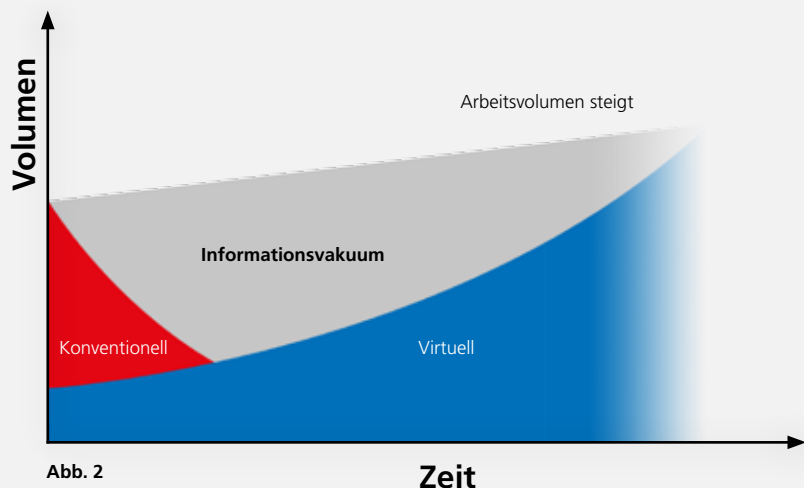 Volumen
Arbeitsvolumen steigt
Informationsvakuum
Konventionell
Virtuell
Abb. 2
Zeit